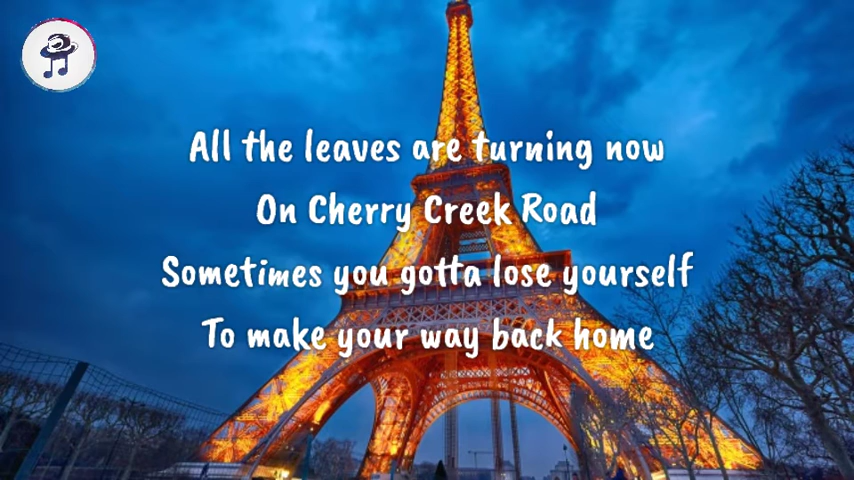 All the leaves are turning now
On Cherry Creek Road
Sometimes you gotta lose yourself
To make your way back home